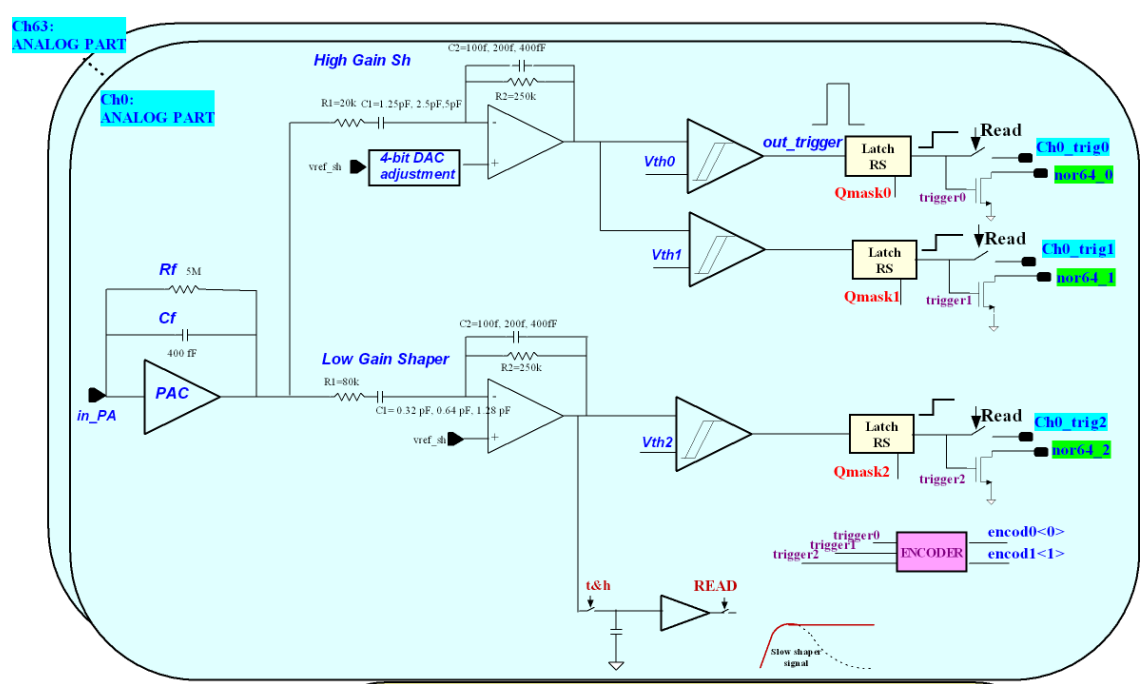 Ch63:
ANALOG PART
Ch0:
ANALOG PART
High Gain Sh
C2=100f, 200f, 400fF
R2=250k
R1=20k
C1=1.25pF, 2.5pF,5pF
-
+
vref_sh
4-bit DAC
adjustment
Vth0
out_trigger
Latch
RS
Qmask0
Read
trigger0
Ch0_trig0
nor64_0
Vth1
Latch
RS
Qmask1
Read
trigger1
Ch0_trig1
nor64_1
Rf 5M
Cf
400 fF
PAC
in_PA
Low Gain Shaper
C2=100f, 200f, 400fF
R2=250k
R1=80k
C1= 0.32 pF, 0.64 pF, 1.28 pF
-
+
vref_sh
Vth2
Latch
RS
Qmask2
Read
trigger2
Ch0_trig2
nor64_2
trigger0
trigger1
trigger2
ENCODER
encod0<0>
encod1<1>
t&h
READ
Slow shaper
signal